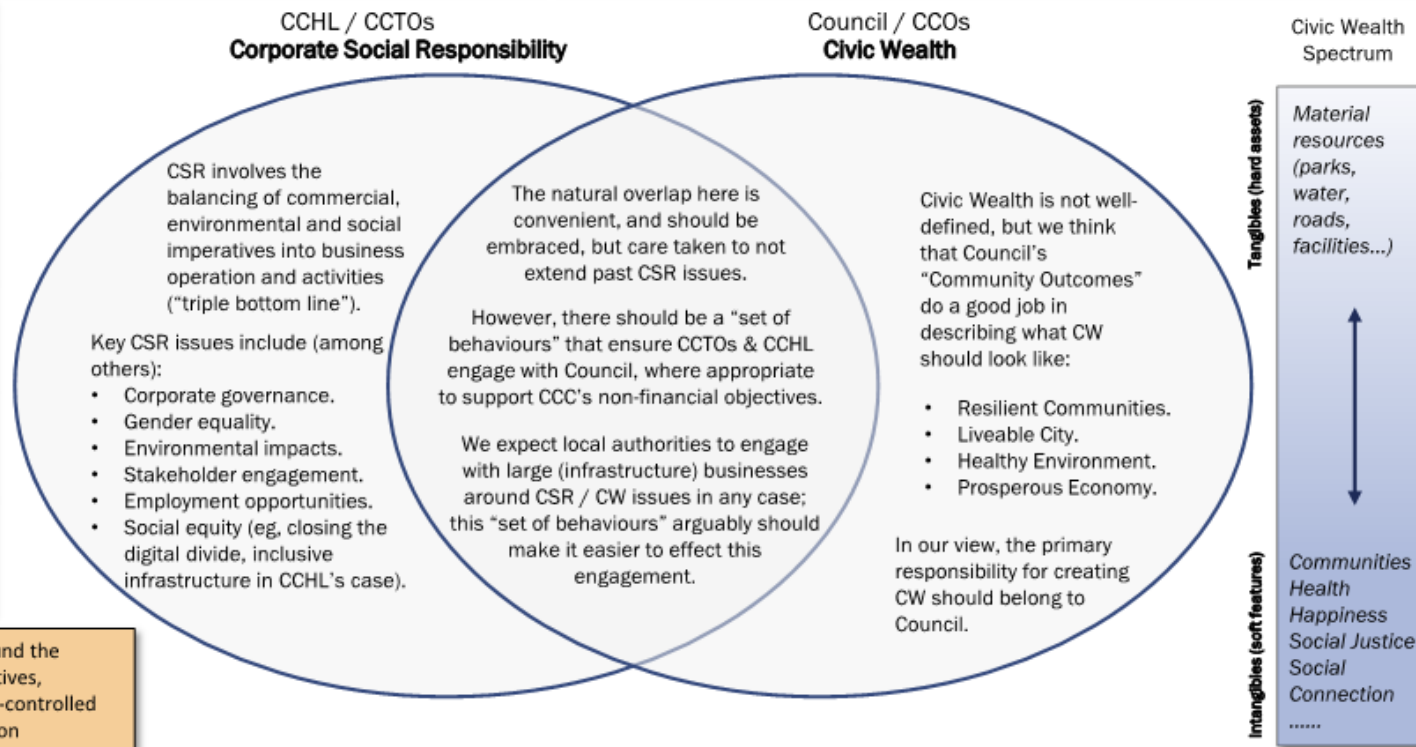 CCHL / CCTOs
Corporate Social Responsibility
Council / CCOs
Civic Wealth
Civic Wealth
Spectrum
CSR involves the
balancing of commercial,
environmental and social
imperatives into business
operation and activities
("triple bottom line").
Key CSR issues include (among
others):
• Corporate governance.
• Gender equality.
• Environmental impacts.
• Stakeholder engagement.
• Employment opportunities.
• Social equity (eg, closing the
digital divide, inclusive
infrastructure in CCHL's case).
The natural overlap here is
convenient, and should be
embraced, but care taken to not
extend past CSR issues.
However, there should be a "set of
behaviours" that ensure CCTOs & CCHL
engage with Council, where appropriate
to support CCC's non-financial objectives.
We expect local authorities to engage
with large (infrastructure) businesses
around CSR / CW issues in any case;
this "set of behaviours" arguably should
make it easier to effect this
engagement.
Civic Wealth is not well-
defined, but we think
that Council's
"Community Outcomes"
do a good job in
describing what CW
should look like:
• Resilient Communities.
• Liveable City.
• Healthy Environment.
• Prosperous Economy.
In our view, the primary
responsibility for creating
CW should belong to
Council.
Tangibles (hard assets)
Material
resources
(parks,
water,
roads,
facilities...)
Intangibles (soft features)
Communities
Health
Happiness
Social Justice
Social
Connection
......
und the
tives,
-controlled
on